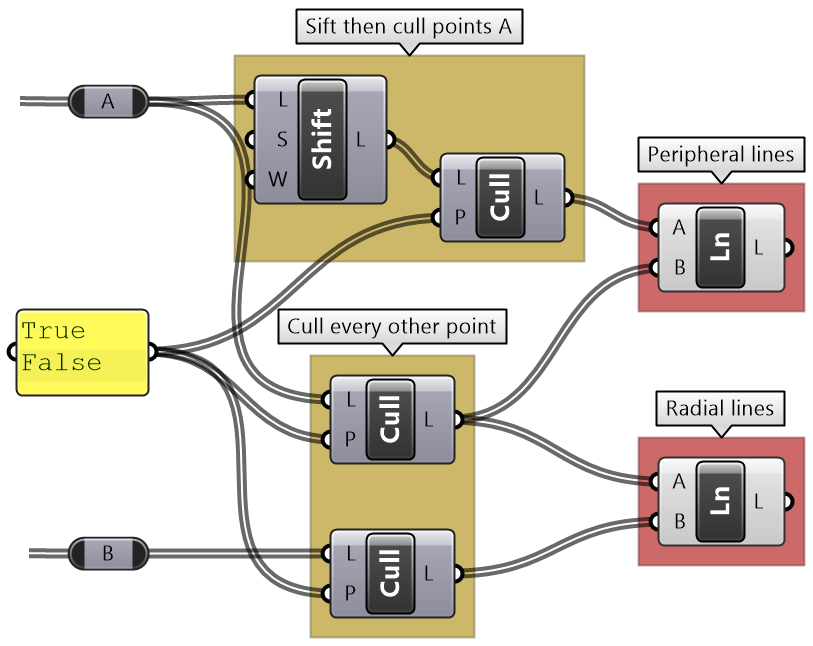 Sift then cull points A
A
L
S
W
Shift
L
L
P
Cull
L
Peripheral lines
A
B
Ln
L
True
False
Cull every other point
L
P
Cull
L
Radial lines
A
B
Ln
L
B
L
P
Cull
L